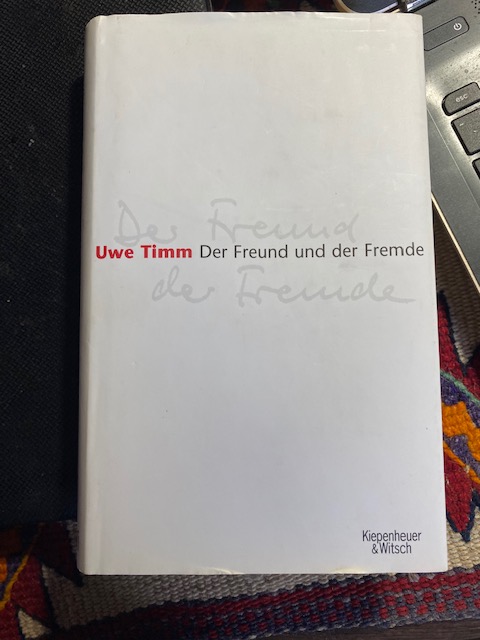 esc
Der Freund
Uwe Timm Der Freund und der Fremde
der Fremde
Kiepenheuer
& Witsch